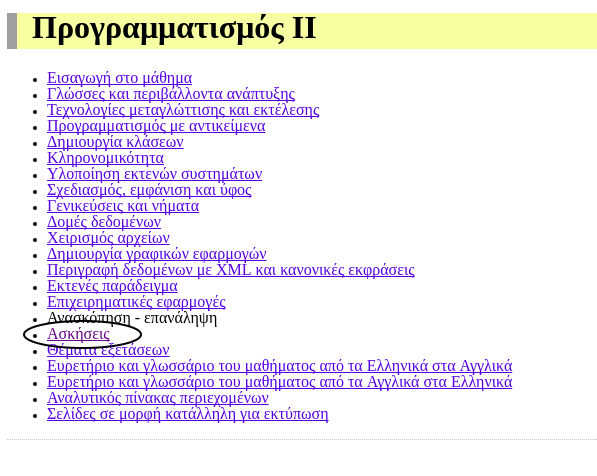 Προγραμματισμός II
Εισαγωγή στο μάθημα
Γλώσσες και περιβάλλοντα ανάπτυξης
Τεχνολογίες μεταγλώττισης και εκτέλεσης
Προγραμματισμός με αντικείμενα
Δημιουργία κλάσεων
Κληρονομικότητα
Υλοποίηση εκτενών συστημάτων
Σχεδιασμός, εμφάνιση και ύφος
Γενικεύσεις και νήματα
Δομές δεδομένων
Χειρισμός αρχείων
Δημιουργία γραφικών εφαρμογών
Περιγραφή δεδομένων με XML και κανονικές εκφράσεις
Εκτενές παράδειγμα
Επιχειρηματικές εφαρμογές
Ανασκόπηση - επανάληψη
Ασκήσεις
Θέματα εξετάσεων
Ευρετήριο και γλωσσάριο του μαθήματος από τα Ελληνικά στα Αγγλικά
Ευρετήριο και γλωσσάριο του μαθήματος από τα Αγγλικά στα Ελληνικά
Αναλυτικός πίνακας περιεχομένων
Σελίδες σε μορφή κατάλληλη για εκτύπωση